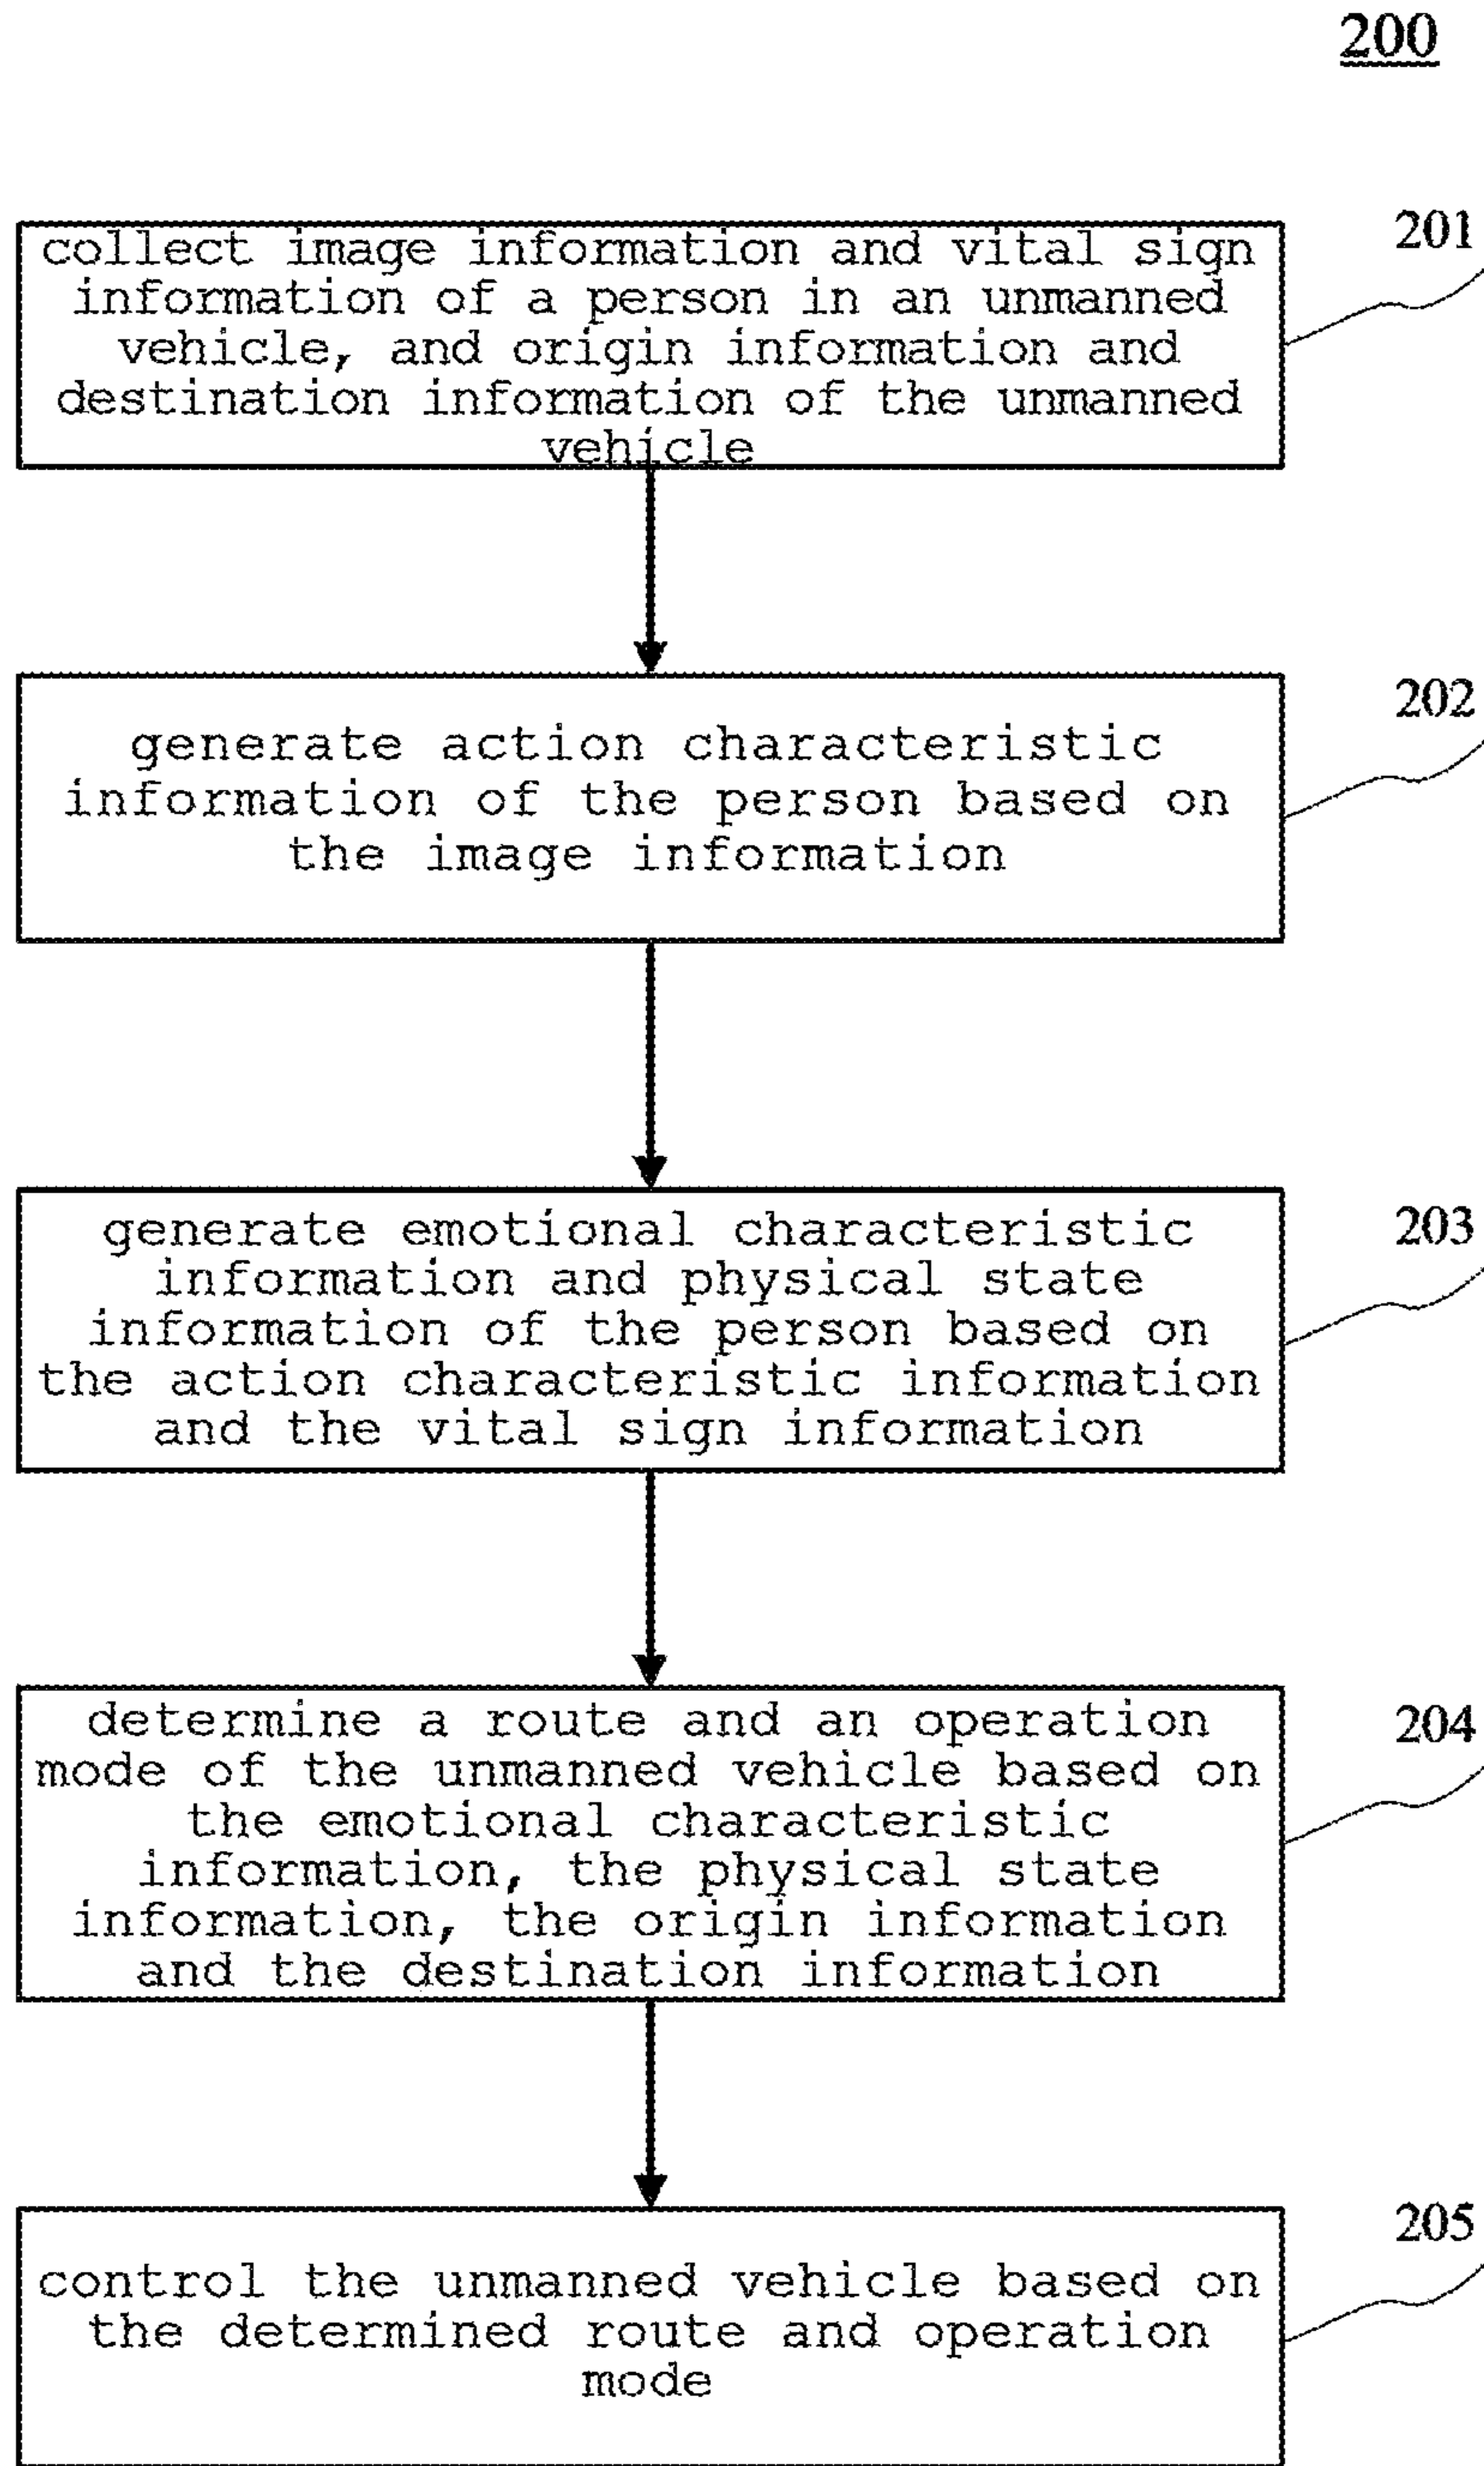 200
201
collect image information and vital sign
information of a person in an unmanned
vehicle, and origin information and
destination information of the unmanned
vehicle
202
generate action characteristic
information of the person based on
the image information
203
generate emotional characteristic
information and physical state
information of the person based on
the action characteristic information
and the vital sign information
204
determine a route and an operation
mode of the unmanned vehicle based on
the emotional characteristic
information, the physical state
information, the origin information
and the destination information
205
control the unmanned vehicle based on
the determined route and operation
mode